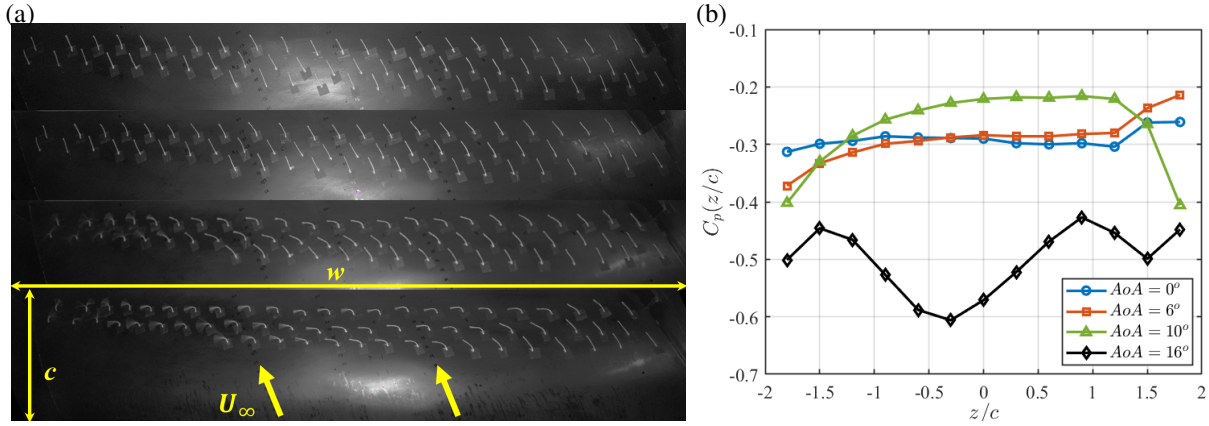 (a)
w
c
U∞
(b)
-0.1
-0.2
-0.3
-0.4
-0.5
-0.6
-0.7
Cp(z/c)
-2 -1.5 -1 -0.5 0 0.5 1 1.5 2
z/c
AoA = 0°
AoA = 6°
AoA = 10°
AoA = 16°